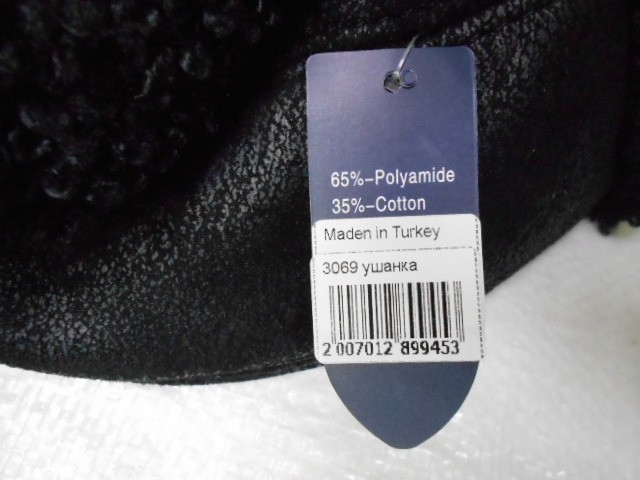 65%-Polyamide
35%-Cotton
Maden in Turkey
3069 ушанка
2 007012 899453